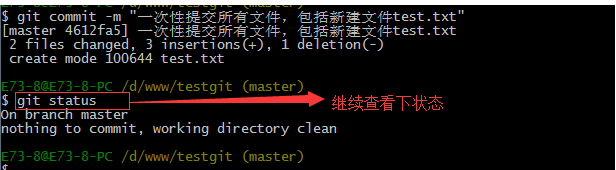 $ git commit -m "一次性提交所有文件，包括新建文件test.txt"
[master 4612fa5] 一次性提交所有文件，包括新建文件test.txt
2 files changed, 3 insertions(+), 1 deletion(-)
create mode 100644 test.txt
E73-8@E73-8-PC /d/www/testgit (master)
$ git status
继续查看下状态
On branch master
nothing to commit, working directory clean
E73-8@E73-8-PC /d/www/testgit (master)
$